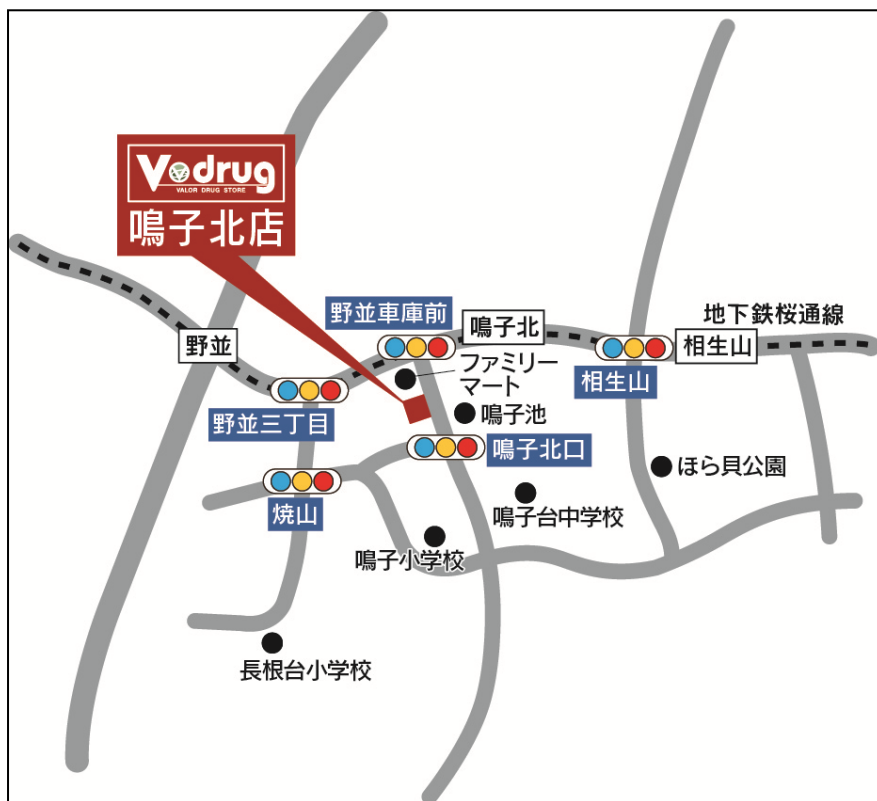 Vdrug
VALOR DRUG STORE
鳴子北店
野並車庫前
鳴子北
地下鉄桜通線
野並
相生山
相生山
ファミリー
マート
野並三丁目
鳴子池
鳴子北口
ほら貝公園
焼山
鳴子台中学校
鳴子小学校
長根台小学校